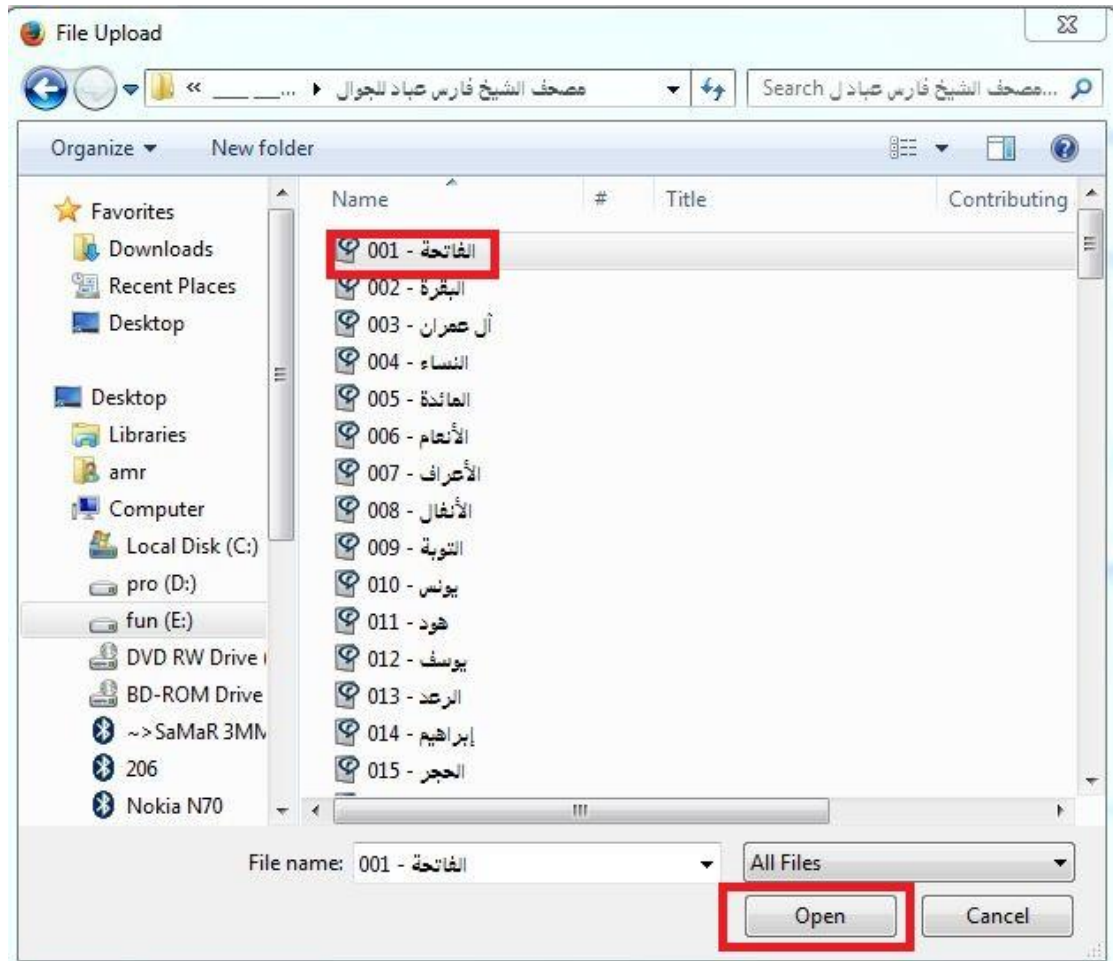 File Upload
« ___ __... ▸ مصحف الشيخ فارس عباد للجوال
Search مصحف الشيخ فارس عباد ل...
Organize New folder
Name # Title Contributing
Favorites
Downloads
Recent Places
Desktop
Desktop
Libraries
amr
Computer
Local Disk (C:)
pro (D:)
fun (E:)
DVD RW Drive (
BD-ROM Drive
~>SaMaR 3MM
206
Nokia N70
001 - الفاتحة
002 - البقرة
003 - أل عمران
004 - النساء
005 - المائدة
006 - الأنعام
007 - الأعراف
008 - الأنفال
009 - التوبة
010 - يونس
011 - هود
012 - يوسف
013 - الرعد
014 - إبراهيم
015 - الحجر
File name: 001 - الفاتحة
All Files
Open Cancel